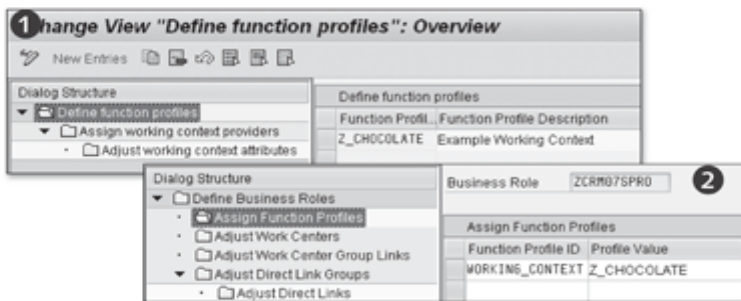 1
hange View "Define function profiles": Overview
New Entries
Dialog Structure
Define function profiles
Assign working context providers
Adjust working context attributes
Define function profiles
Function Profil.. Function Profile Description
Z_CHOCOLATE Example Working Context
Dialog Structure
Define Business Roles
Assign Function Profiles
Adjust Work Centers
Adjust Work Center Group Links
Adjust Direct Link Groups
Adjust Direct Links
Business Role ZCRM07SPRO 2
Assign Function Profiles
Function Profile ID Profile Value
WORKING_CONTEXT Z_CHOCOLATE